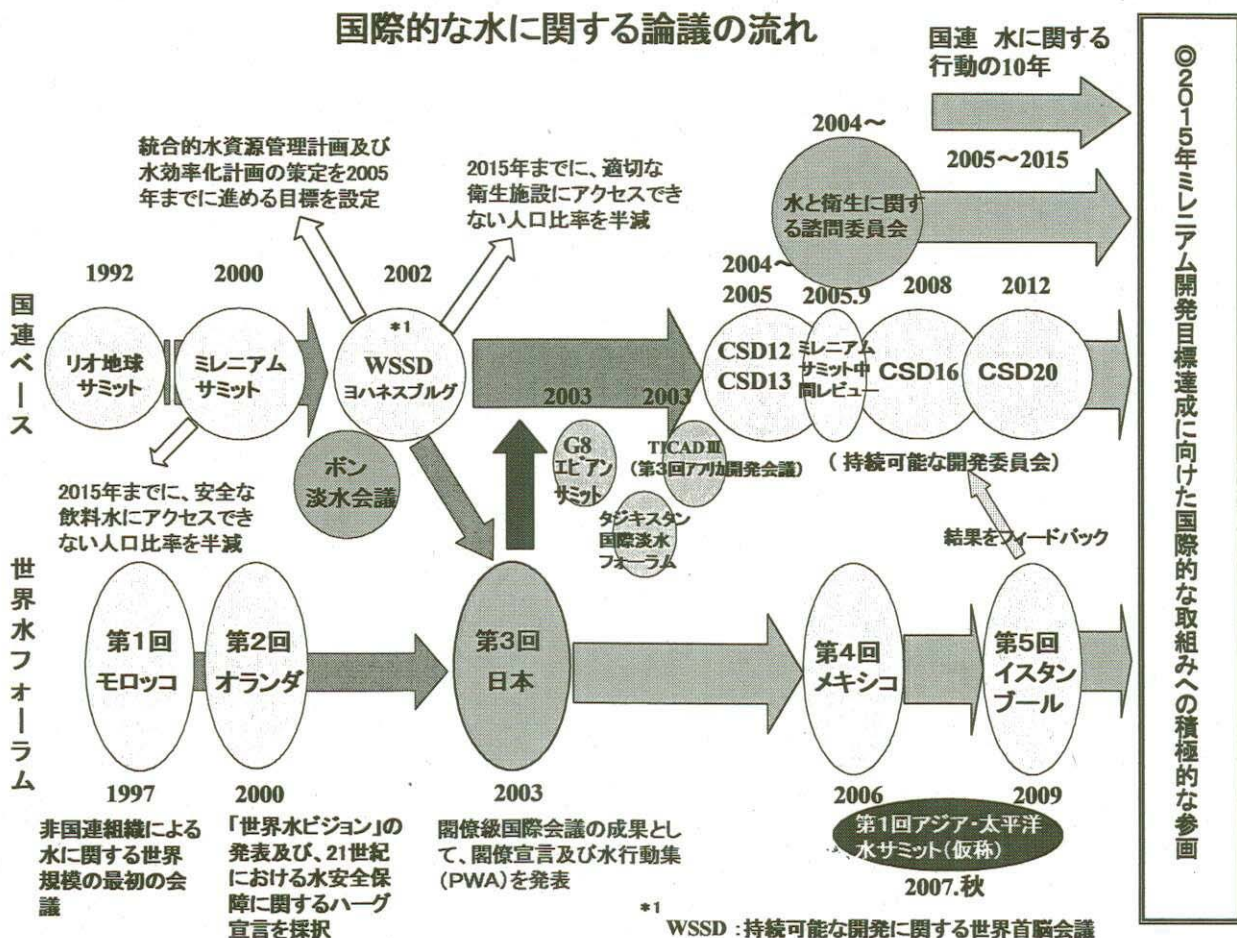 国際的な水に関する論議の流れ
国連 水に関する
行動の10年
2004～
2005～2015
水と衛生に関す
る諮問委員会
統合的水資源管理計画及び
水効率化計画の策定を2005
年までに進める目標を設定
2015年までに、適切な
衛生施設にアクセスでき
ない人口比率を半減
国連ベース
1992
リオ地球
サミット
2000
ミレニアム
サミット
2002
*1
WSSD
ヨハネスブルグ
2004～
2005
CSD12
CSD13
2005.9
ミレニアム
サミット中
間レビュー
2008
CSD16
2012
CSD20
(持続可能な開発委員会)
ボン
淡水会議
2003
G8
エビアン
サミット
2003
TICADⅢ
(第3回アフリカ開発会議)
タジキスタン
国際淡水
フォーラム
2015年までに、安全な
飲料水にアクセスでき
ない人口比率を半減
結果をフィードバック
世界水フォーラム
第1回
モロッコ
1997
非国連組織による
水に関する世界
規模の最初の会
議
第2回
オランダ
2000
「世界水ビジョン」の
発表及び、21世紀
における水安全保
障に関するハーグ
宣言を採択
第3回
日本
2003
閣僚級国際会議の成果とし
て、閣僚宣言及び水行動集
(PWA)を発表
第4回
メキシコ
2006
第5回
イスタン
ブール
2009
第1回アジア・太平洋
水サミット(仮称)
2007.秋
*1
WSSD:持続可能な開発に関する世界首脳会議
◎2015年ミレニアム開発目標達成に向けた国際的な取組みへの積極的な参画